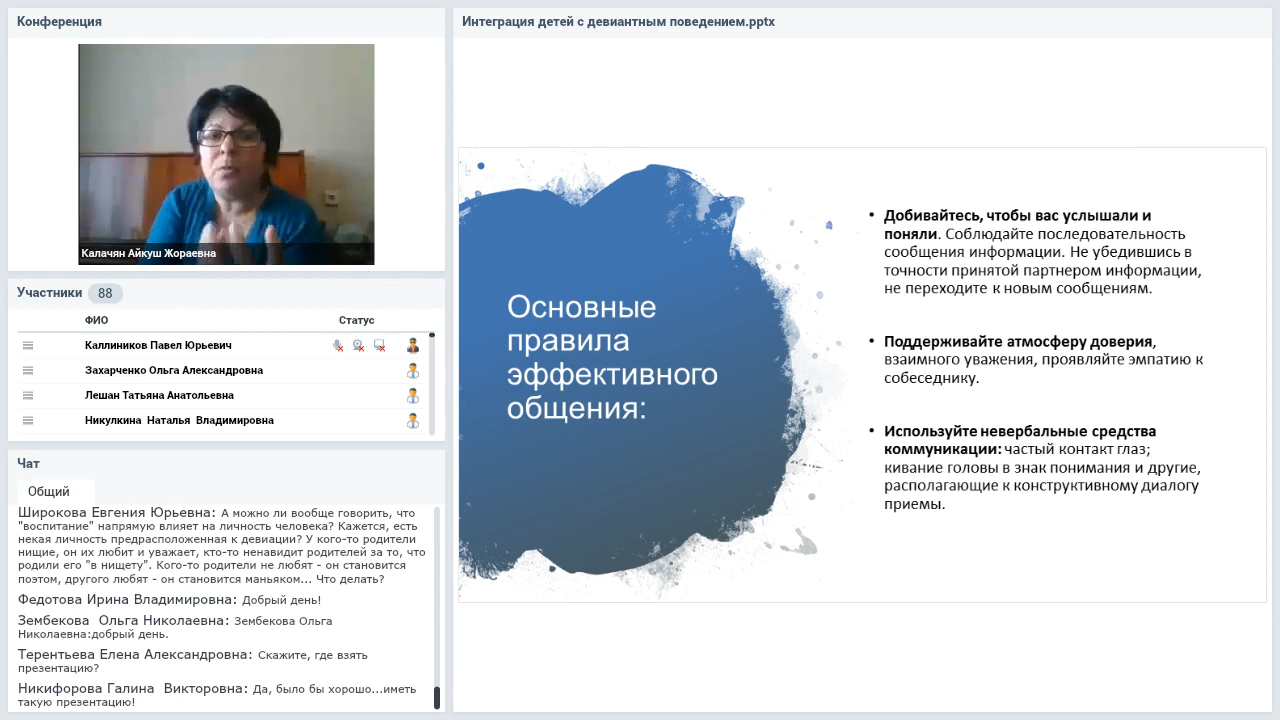 Конференция
Калачян Айкуш Жораевна
Участники 88
ФИО Статус
Каллиников Павел Юрьевич
Захарченко Ольга Александровна
Лешан Татьяна Анатольевна
Никулкина Наталья Владимировна
Чат
Общий
Широкова Евгения Юрьевна: А можно ли вообще говорить, что
"воспитание" напрямую влияет на личность человека? Кажется, есть
некая личность предрасположенная к девиации? У кого-то родители
нищие, он их любит и уважает, кто-то ненавидит родителей за то, что
родили его "в нищету". Кого-то родители не любят - он становится
поэтом, другого любят - он становится маньяком... Что делать?
Федотова Ирина Владимировна: Добрый день!
Зембекова Ольга Николаевна: Зембекова Ольга
Николаевна:добрый день.
Терентьева Елена Александровна: Скажите, где взять
презентацию?
Никифорова Галина Викторовна: Да, было бы хорошо...иметь
такую презентацию!
Интеграция детей с девиантным поведением.pptx
Основные
правила
эффективного
общения:
• Добивайтесь, чтобы вас услышали и
поняли. Соблюдайте последовательность
сообщения информации. Не убедившись в
точности принятой партнером информации,
не переходите к новым сообщениям.
• Поддерживайте атмосферу доверия,
взаимного уважения, проявляйте эмпатию к
собеседнику.
• Используйте невербальные средства
коммуникации: частый контакт глаз;
кивание головы в знак понимания и другие,
располагающие к конструктивному диалогу
приемы.